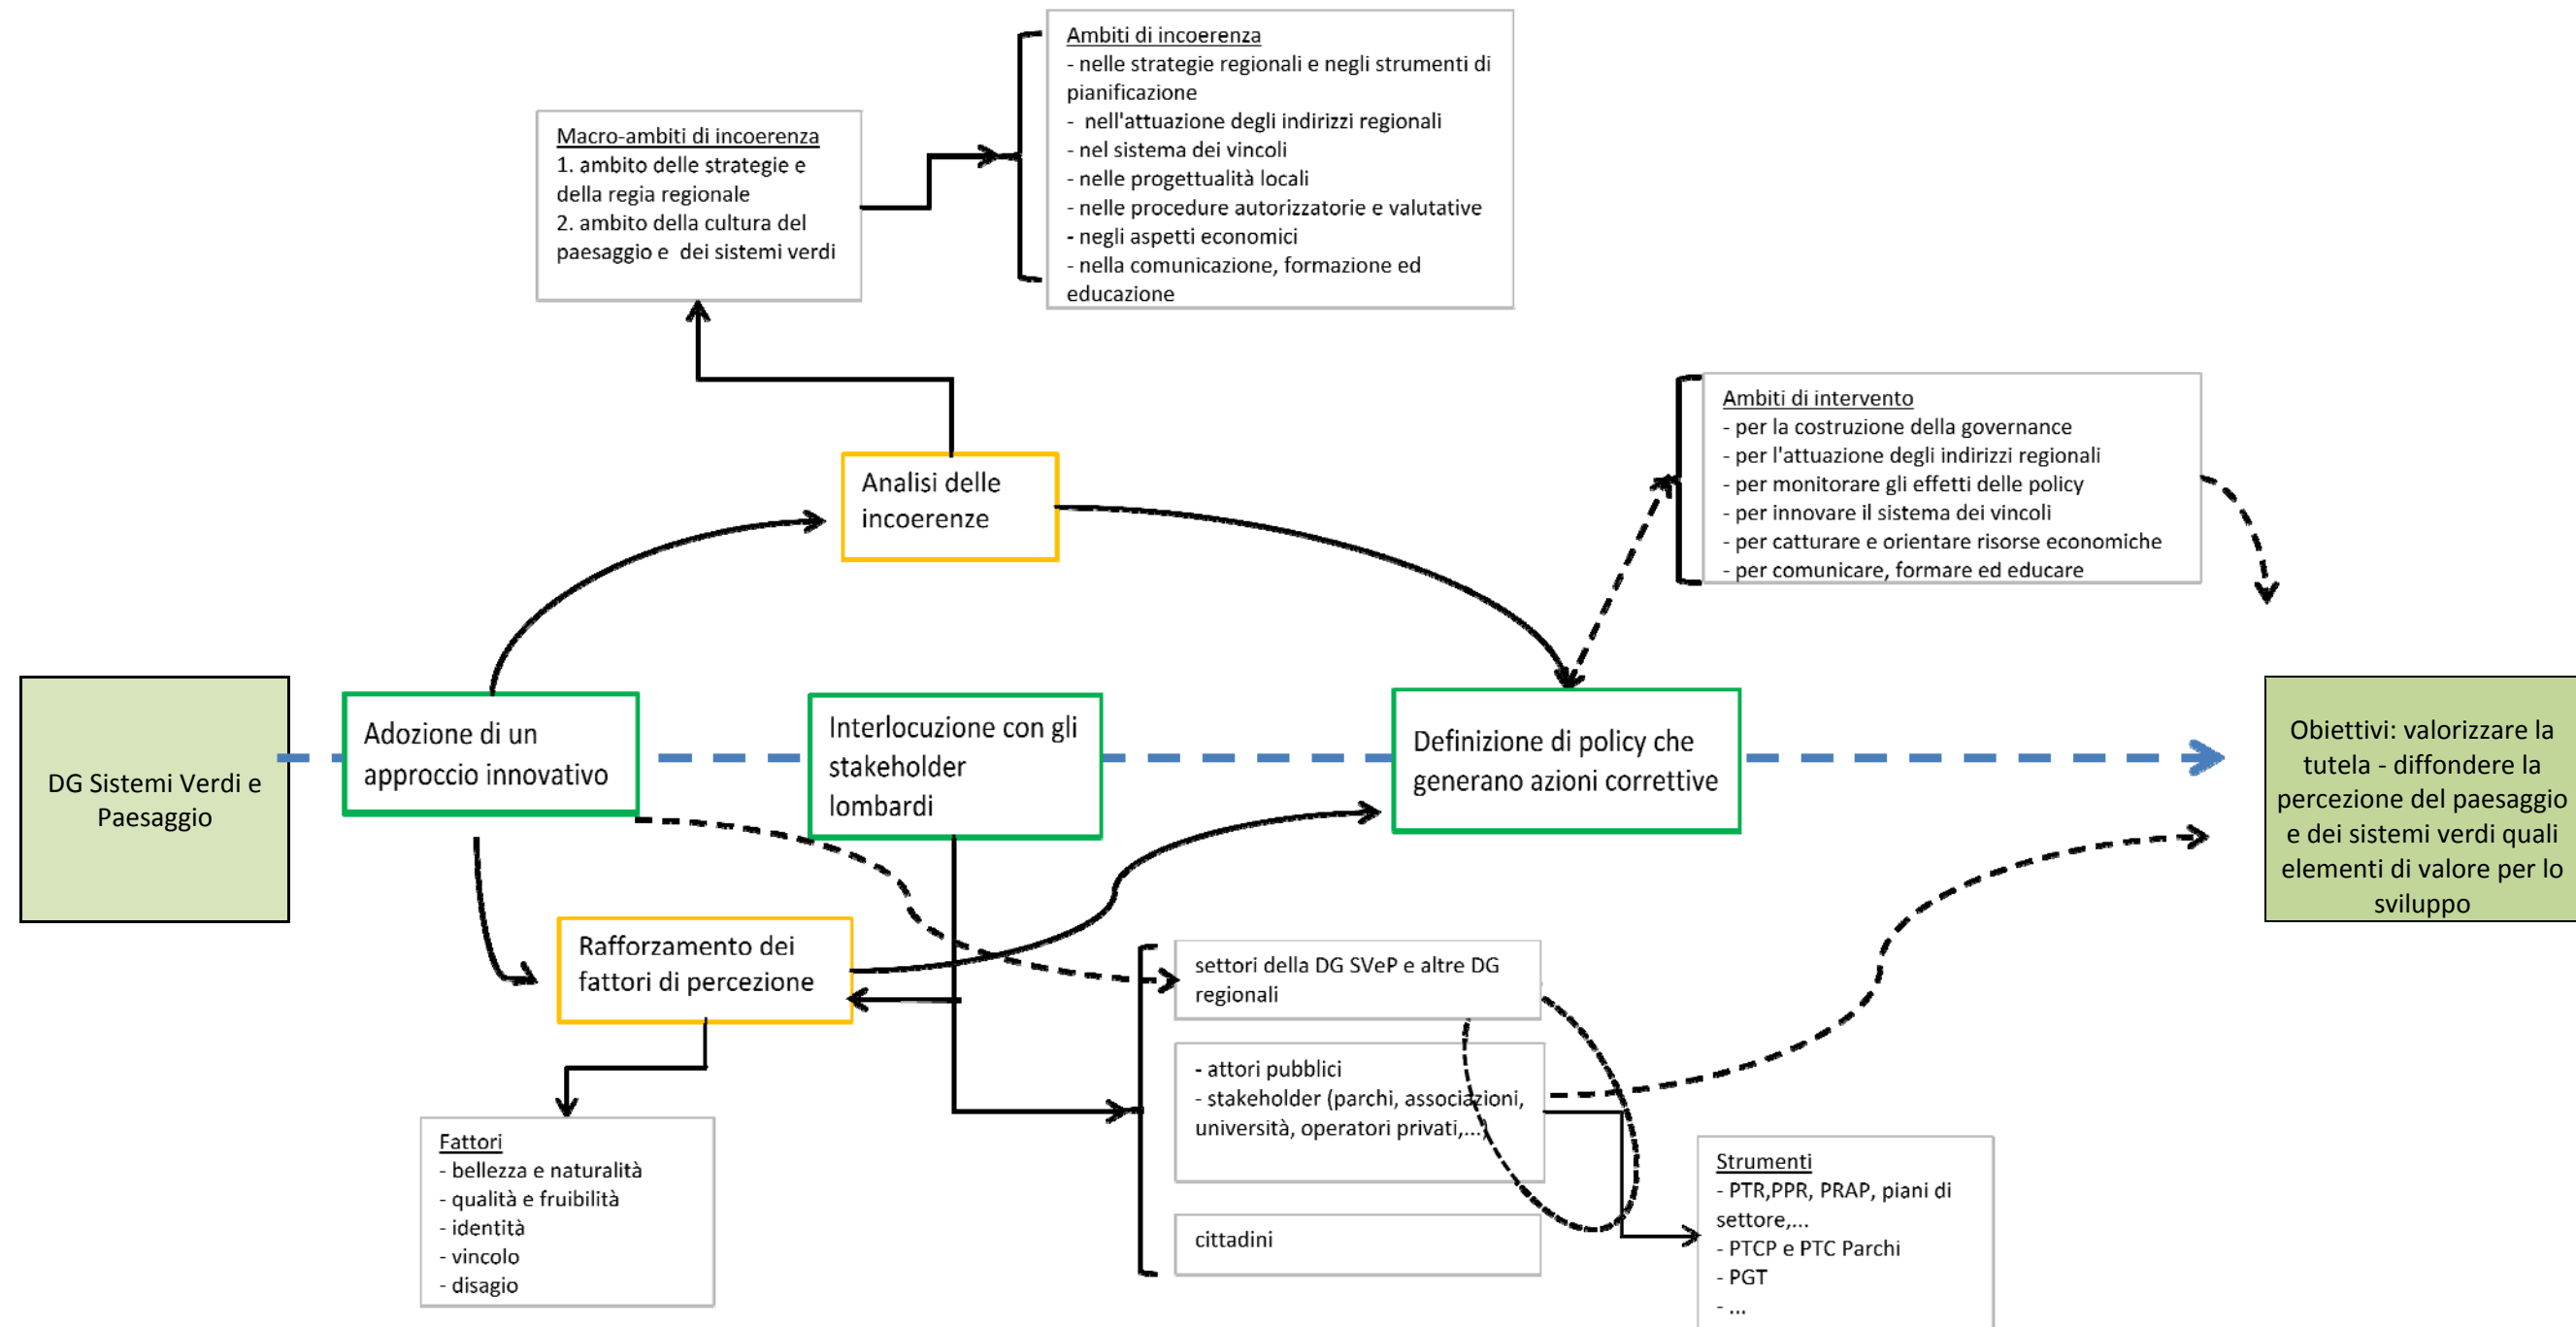 Ambiti di incoerenza
- nelle strategie regionali e negli strumenti di
pianificazione
- nell'attuazione degli indirizzi regionali
- nel sistema dei vincoli
- nelle progettualità locali
- nelle procedure autorizzatorie e valutative
- negli aspetti economici
- nella comunicazione, formazione ed
educazione
Macro-ambiti di incoerenza
1. ambito delle strategie e
della regia regionale
2. ambito della cultura del
paesaggio e dei sistemi verdi
Ambiti di intervento
- per la costruzione della governance
- per l'attuazione degli indirizzi regionali
- per monitorare gli effetti delle policy
- per innovare il sistema dei vincoli
- per catturare e orientare risorse economiche
- per comunicare, formare ed educare
Analisi delle
incoerenze
DG Sistemi Verdi e
Paesaggio
Adozione di un
approccio innovativo
Interlocuzione con gli
stakeholder
lombardi
Definizione di policy che
generano azioni correttive
Obiettivi: valorizzare la
tutela - diffondere la
percezione del paesaggio
e dei sistemi verdi quali
elementi di valore per lo
sviluppo
Rafforzamento dei
fattori di percezione
settori della DG SVeP e altre DG
regionali
- attori pubblici
- stakeholder (parchi, associazioni,
università, operatori privati,...)
cittadini
Fattori
- bellezza e naturalità
- qualità e fruibilità
- identità
- vincolo
- disagio
Strumenti
- PTR,PPR, PRAP, piani di
settore,...
- PTCP e PTC Parchi
- PGT
- ...